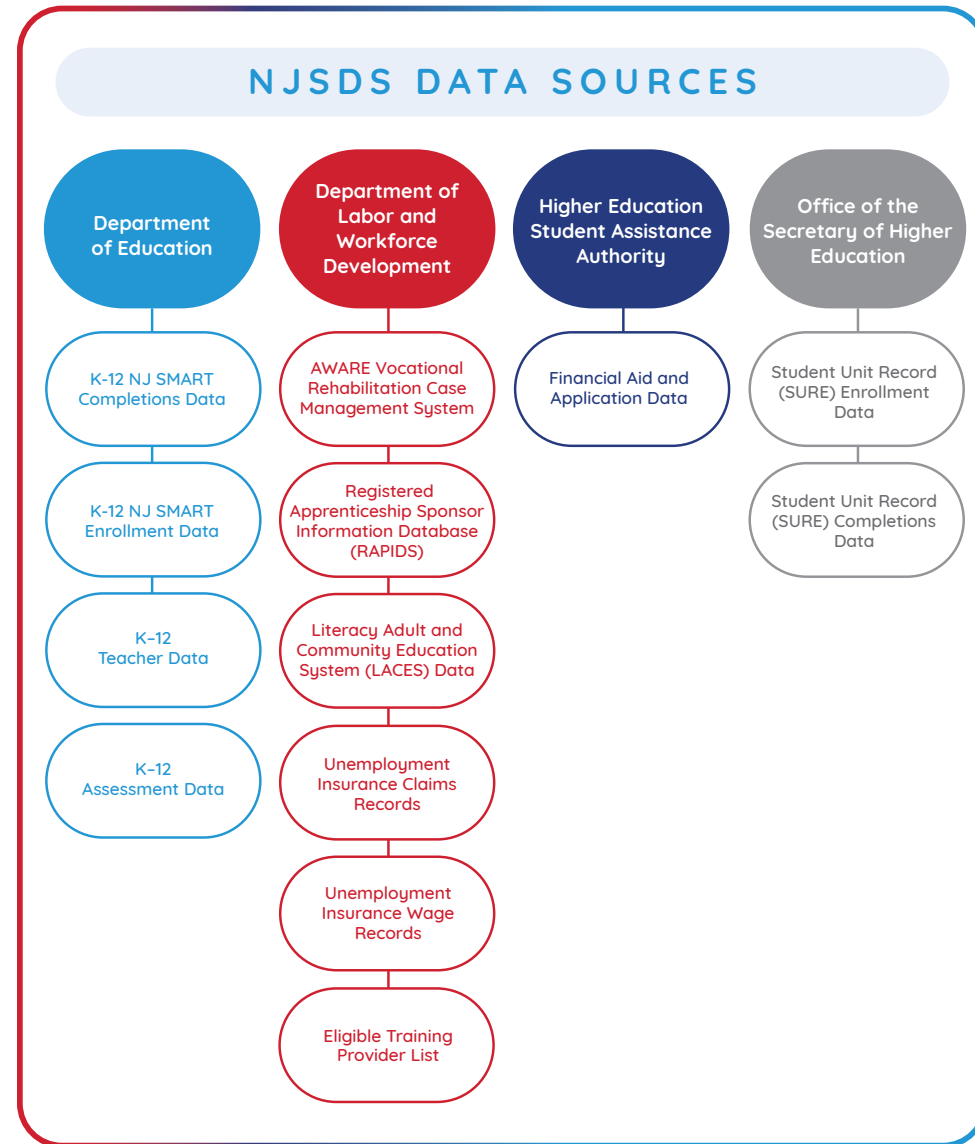 NJSDS DATA SOURCES
Department
of Education
K-12 NJ SMART
Completions Data
K-12 NJ SMART
Enrollment Data
K–12
Teacher Data
K–12
Assessment Data
Department of
Labor and
Workforce
Development
AWARE Vocational
Rehabilitation Case
Management System
Registered
Apprenticeship Sponsor
Information Database
(RAPIDS)
Literacy Adult and
Community Education
System (LACES) Data
Unemployment
Insurance Claims
Records
Unemployment
Insurance Wage
Records
Eligible Training
Provider List
Higher Education
Student Assistance
Authority
Financial Aid and
Application Data
Office of the
Secretary of Higher
Education
Student Unit Record
(SURE) Enrollment
Data
Student Unit Record
(SURE) Completions
Data